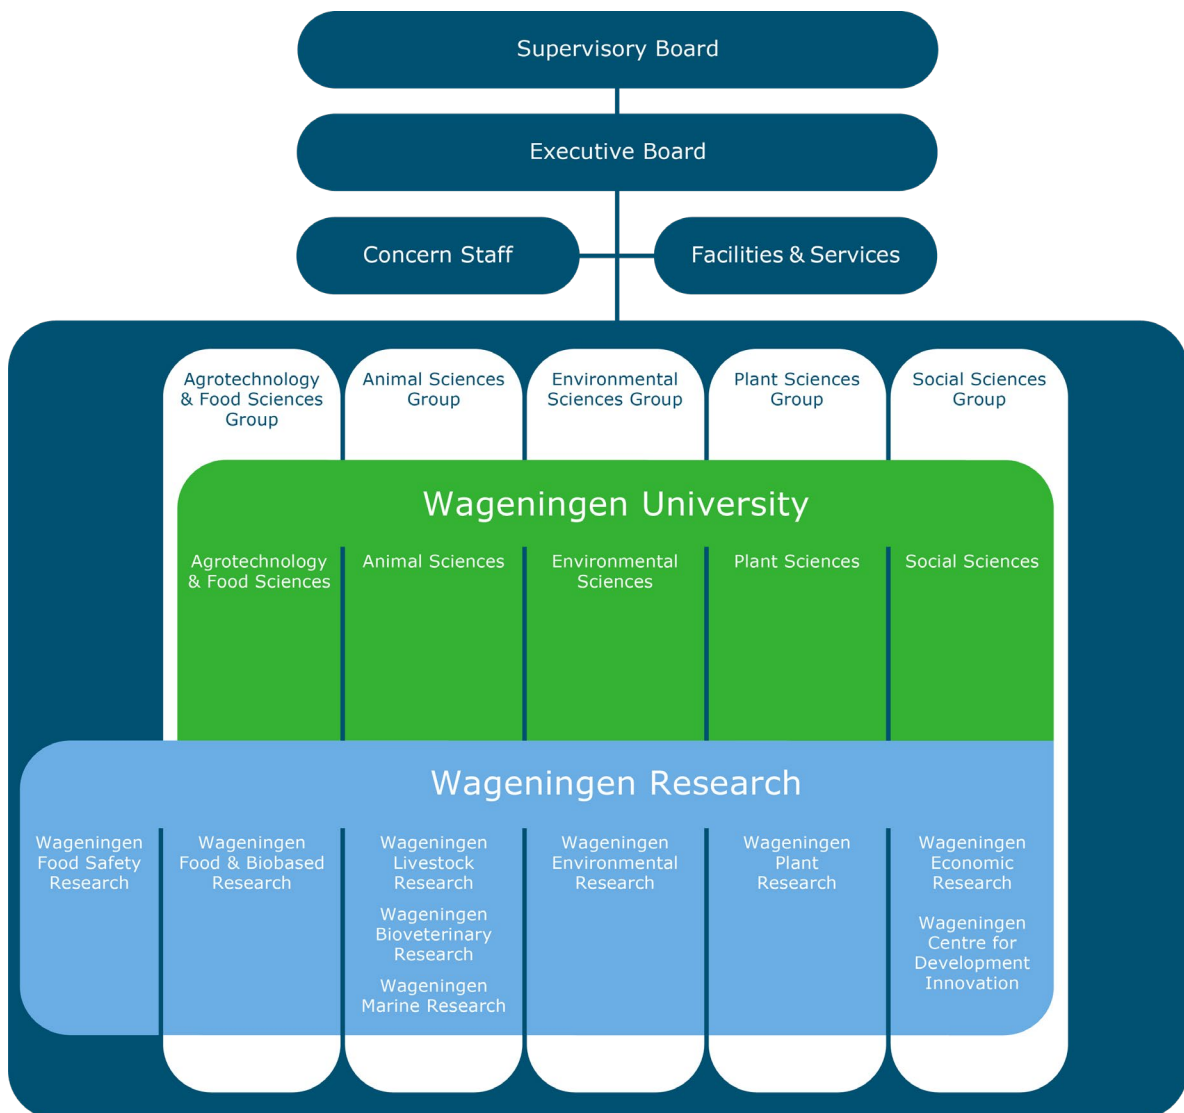 Supervisory Board
Executive Board
Concern Staff
Facilities & Services
Agrotechnology
& Food Sciences
Group
Animal Sciences
Group
Environmental
Sciences Group
Plant Sciences
Group
Social Sciences
Group
Wageningen University
Agrotechnology
& Food Sciences
Animal Sciences
Environmental
Sciences
Plant Sciences
Social Sciences
Wageningen Research
Wageningen
Food Safety
Research
Wageningen
Food & Biobased
Research
Wageningen
Livestock
Research
Wageningen
Bioveterinary
Research
Wageningen
Marine Research
Wageningen
Environmental
Research
Wageningen
Plant
Research
Wageningen
Economic
Research
Wageningen
Centre for
Development
Innovation